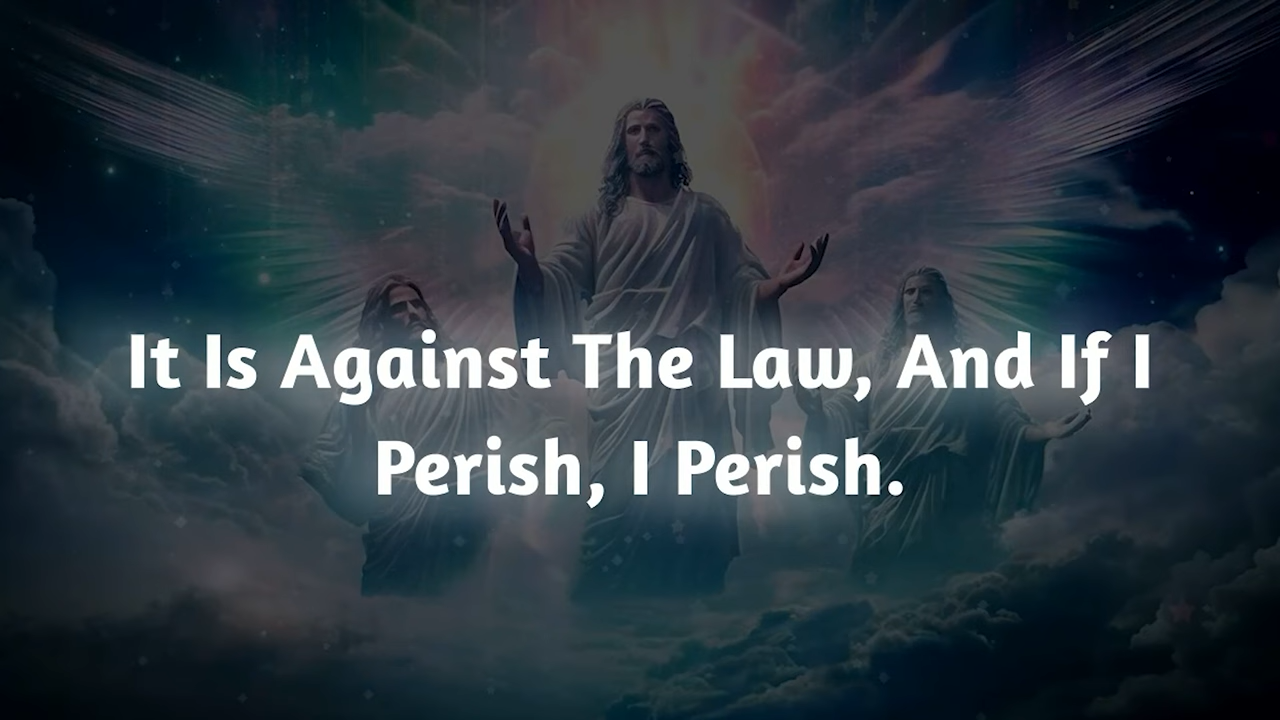 It Is Against The Law, And If I
Perish, I Perish.